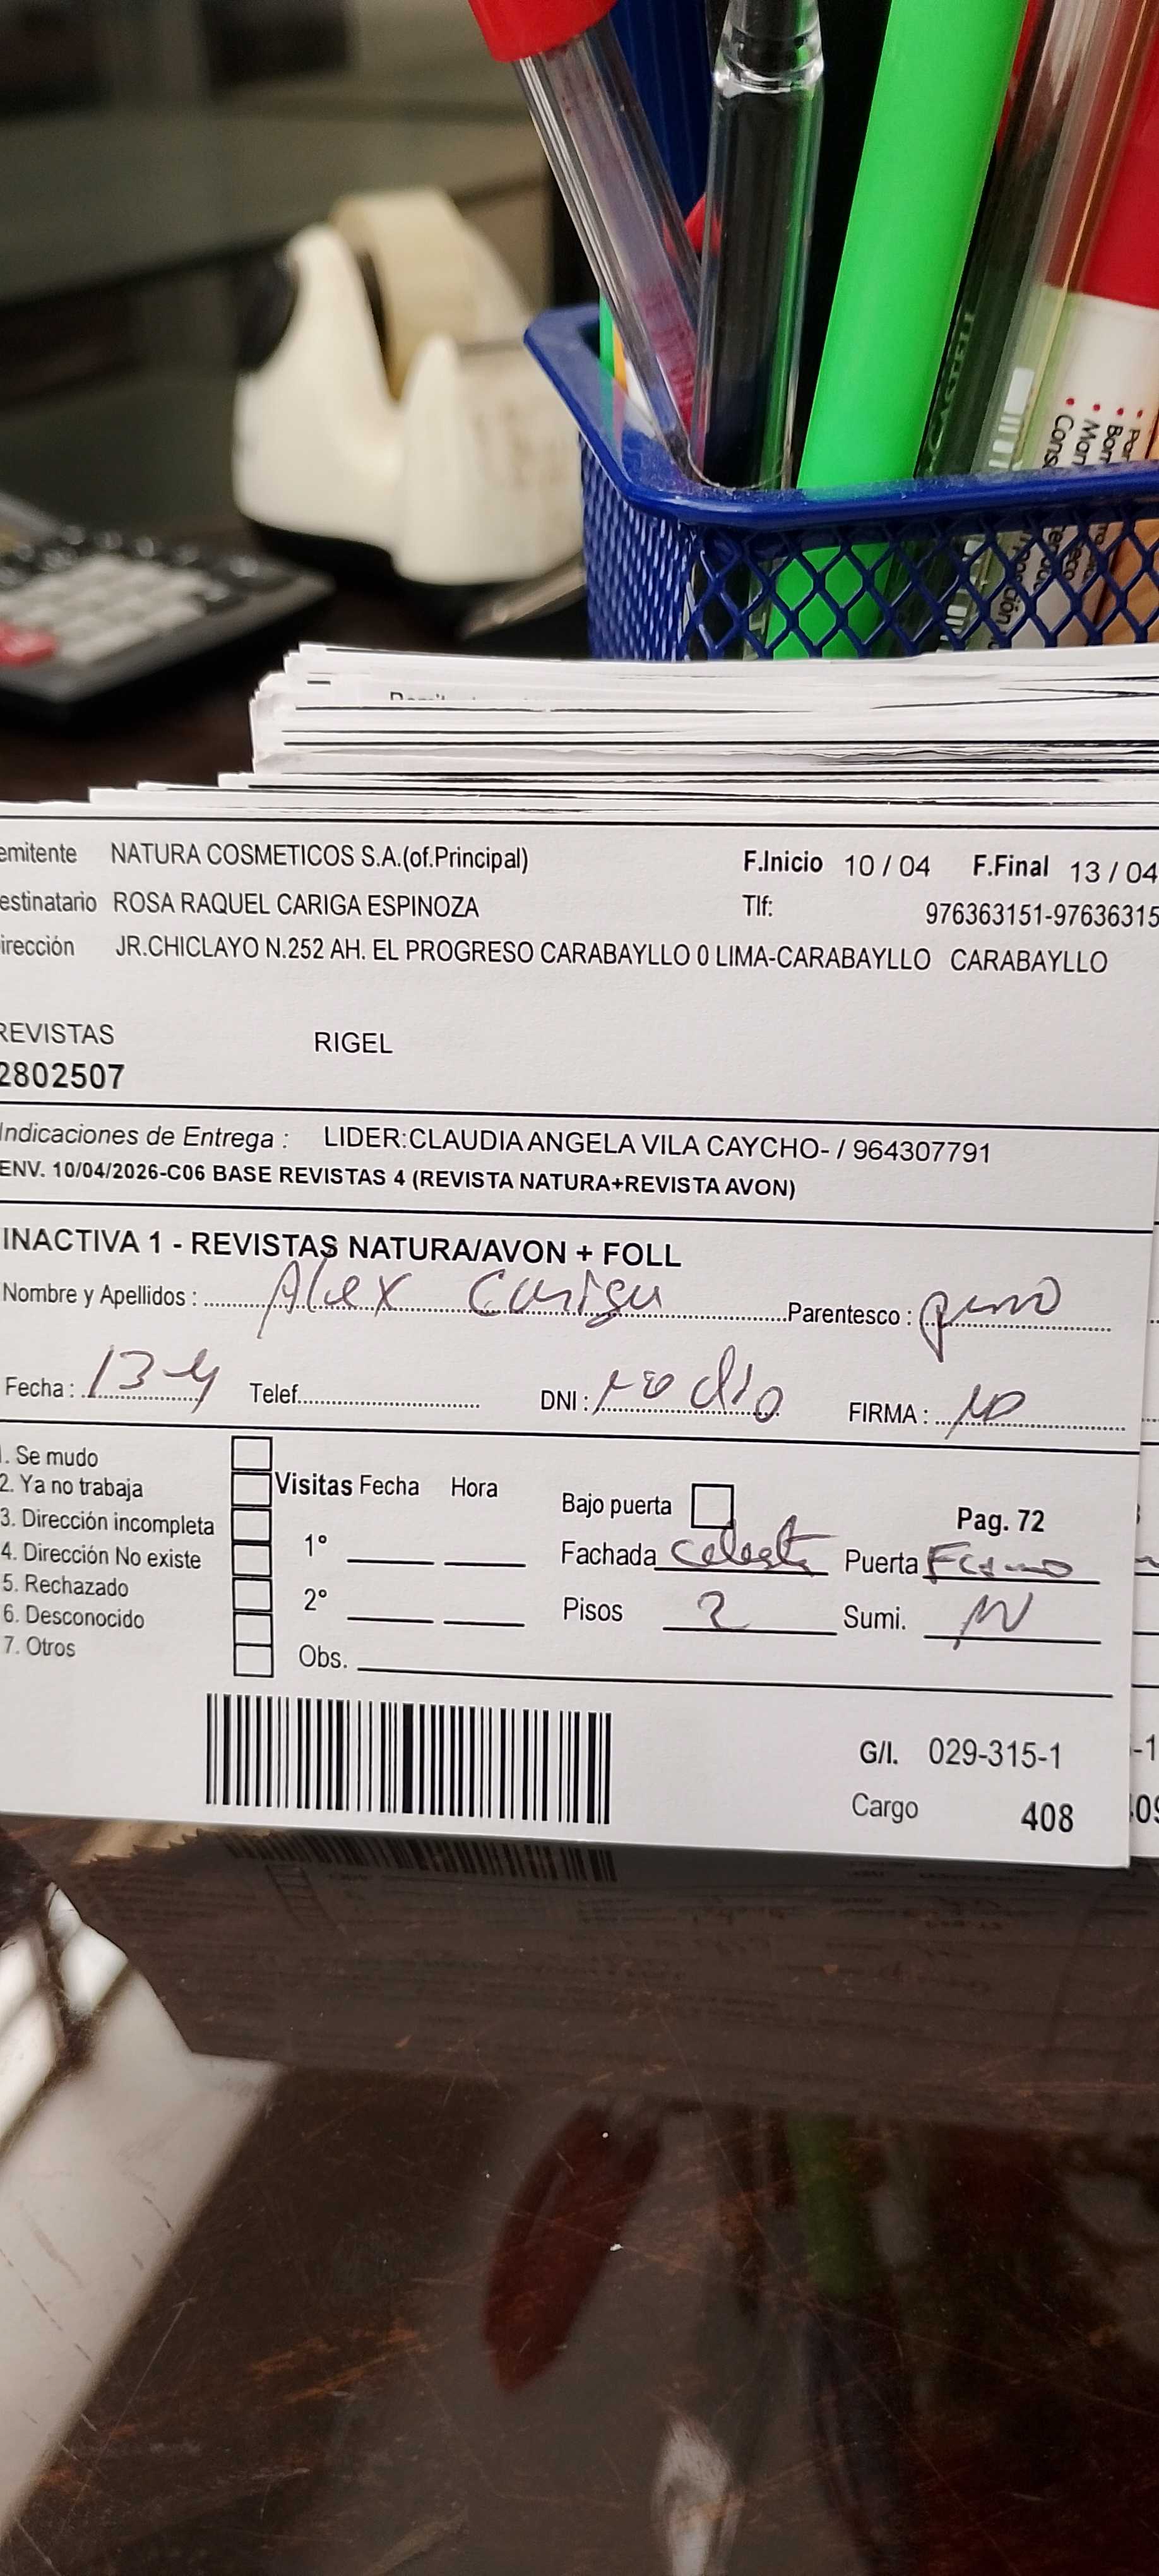 emitente NATURA COSMETICOS S.A.(of.Principal) F.Inicio 10 / 04 F.Final 13 / 04
estinatario ROSA RAQUEL CARIGA ESPINOZA Tlf: 976363151-97636315
irección JR.CHICLAYO N.252 AH. EL PROGRESO CARABAYLLO 0 LIMA-CARABAYLLO CARABAYLLO
REVISTAS RIGEL
2802507
Indicaciones de Entrega : LIDER:CLAUDIA ANGELA VILA CAYCHO- / 964307791
ENV. 10/04/2026-C06 BASE REVISTAS 4 (REVISTA NATURA+REVISTA AVON)
INACTIVA 1 - REVISTAS NATURA/AVON + FOLL
Nombre y Apellidos : Alex Cariga Parentesco :
Fecha : 13-4 Telef. DNI : no dio FIRMA :
1. Se mudo
2. Ya no trabaja Visitas Fecha Hora Bajo puerta Pag. 72
3. Dirección incompleta
4. Dirección No existe 1° Fachada celeste Puerta Fierro
5. Rechazado
6. Desconocido 2° Pisos 2 Sumi.
7. Otros Obs.
G/I. 029-315-1
Cargo 408